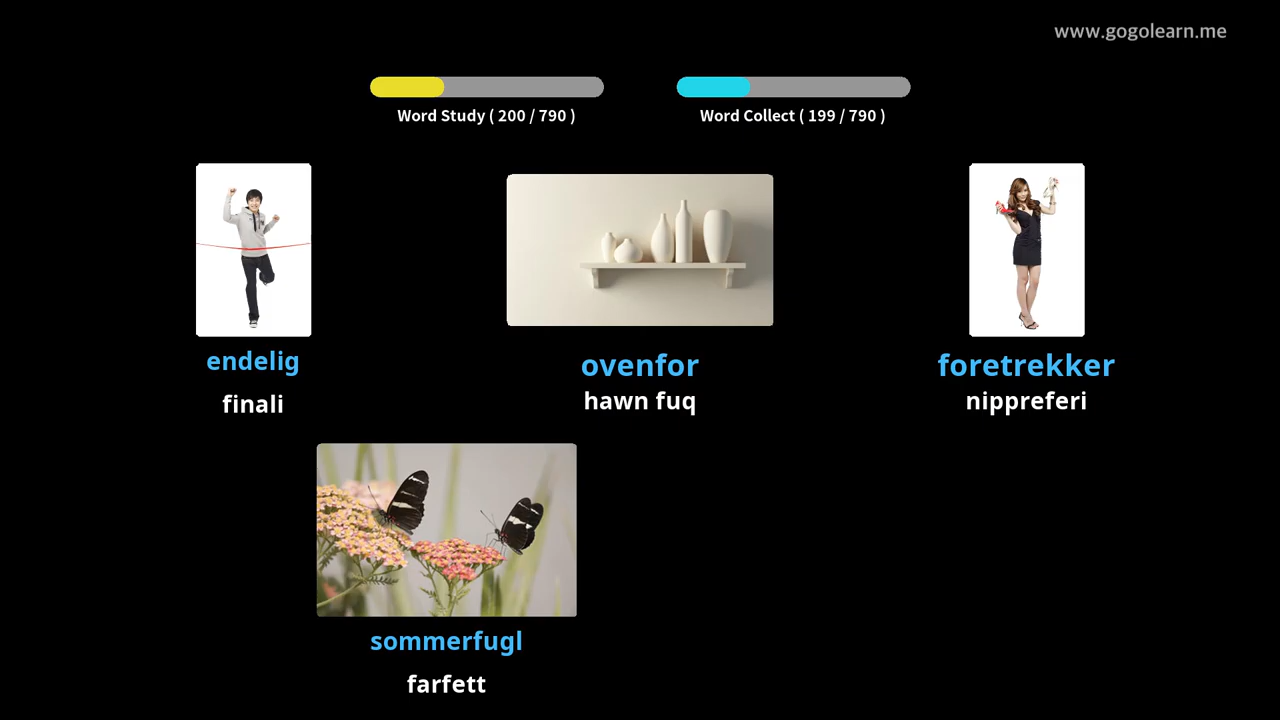 www.gogolearn.me
Word Study ( 200 / 790 )
Word Collect ( 199 / 790 )
endelig
finali
ovenfor
hawn fuq
foretrekker
nippreferi
sommerfugl
farfett